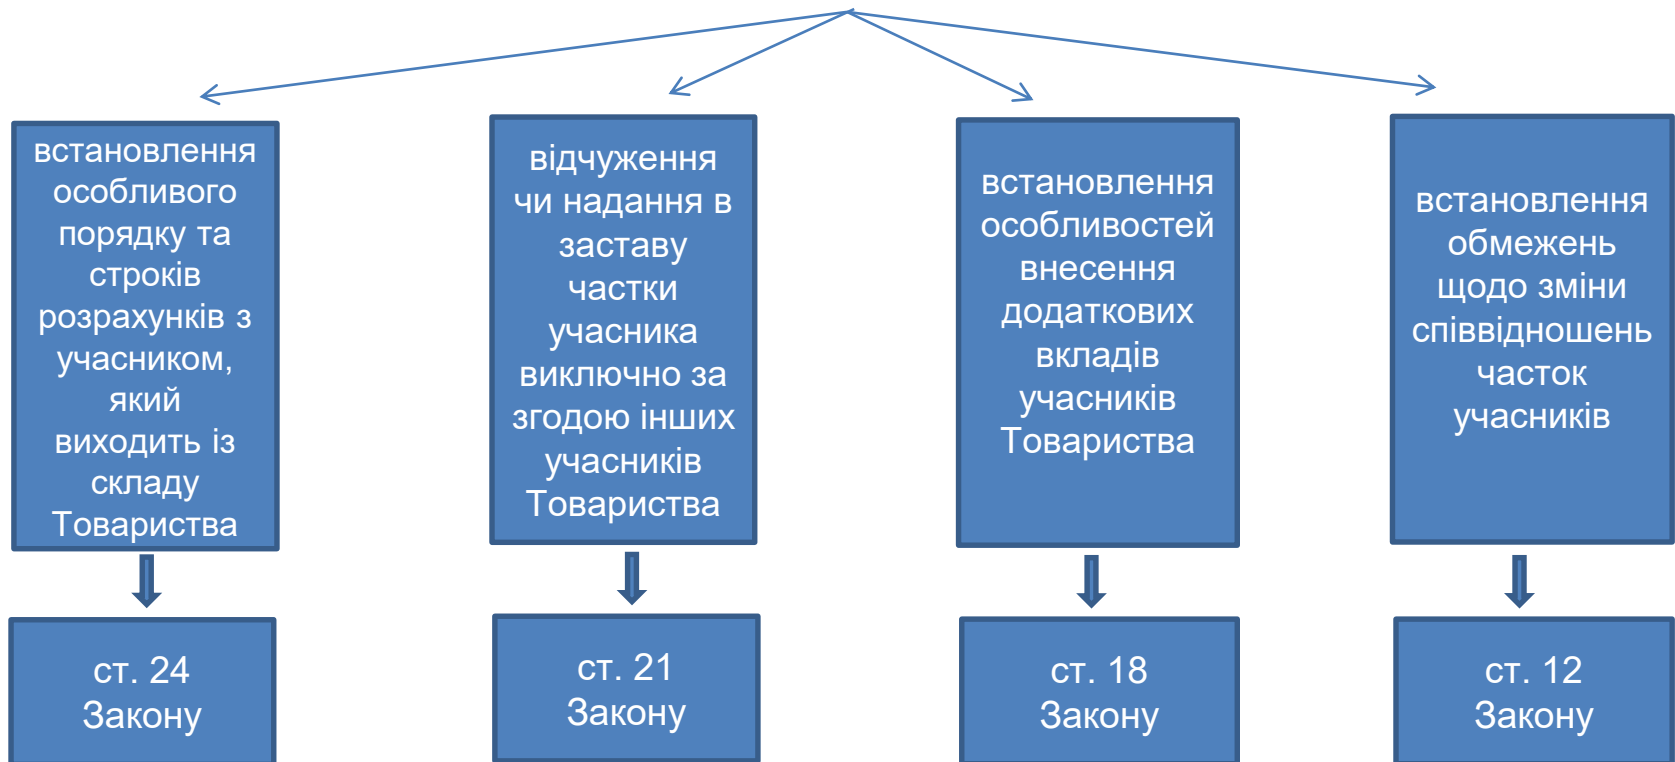 встановлення
особливого
порядку та
строків
розрахунків з
учасником,
який
виходить із
складу
Товариства
відчуження
чи надання в
заставу
частки
учасника
виключно за
згодою інших
учасників
Товариства
встановлення
особливостей
внесення
додаткових
вкладів
учасників
Товариства
встановлення
обмежень
щодо зміни
співвідношень
часток
учасників
ст. 24
Закону
ст. 21
Закону
ст. 18
Закону
ст. 12
Закону